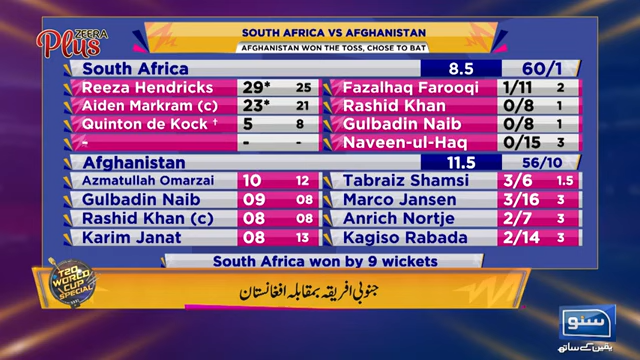 ZEERA
Plus
SOUTH AFRICA VS AFGHANISTAN
AFGHANISTAN WON THE TOSS, CHOSE TO BAT
South Africa 8.5 60/1
Reeza Hendricks 29* 25 Fazalhaq Farooqi 1/11 2
Aiden Markram (c) 23* 21 Rashid Khan 0/8 1
Quinton de Kock † 5 8 Gulbadin Naib 0/8 1
- - - Naveen-ul-Haq 0/15 3
Afghanistan 11.5 56/10
Azmatullah Omarzai 10 12 Tabraiz Shamsi 3/6 1.5
Gulbadin Naib 09 08 Marco Jansen 3/16 3
Rashid Khan (c) 08 08 Anrich Nortje 2/7 3
Karim Janat 08 13 Kagiso Rabada 2/14 3
South Africa won by 9 wickets
T20 WORLD CUP SPECIAL
جنوبی افریقہ بمقابلہ افغانستان
سنو
یقین کے ساتھ